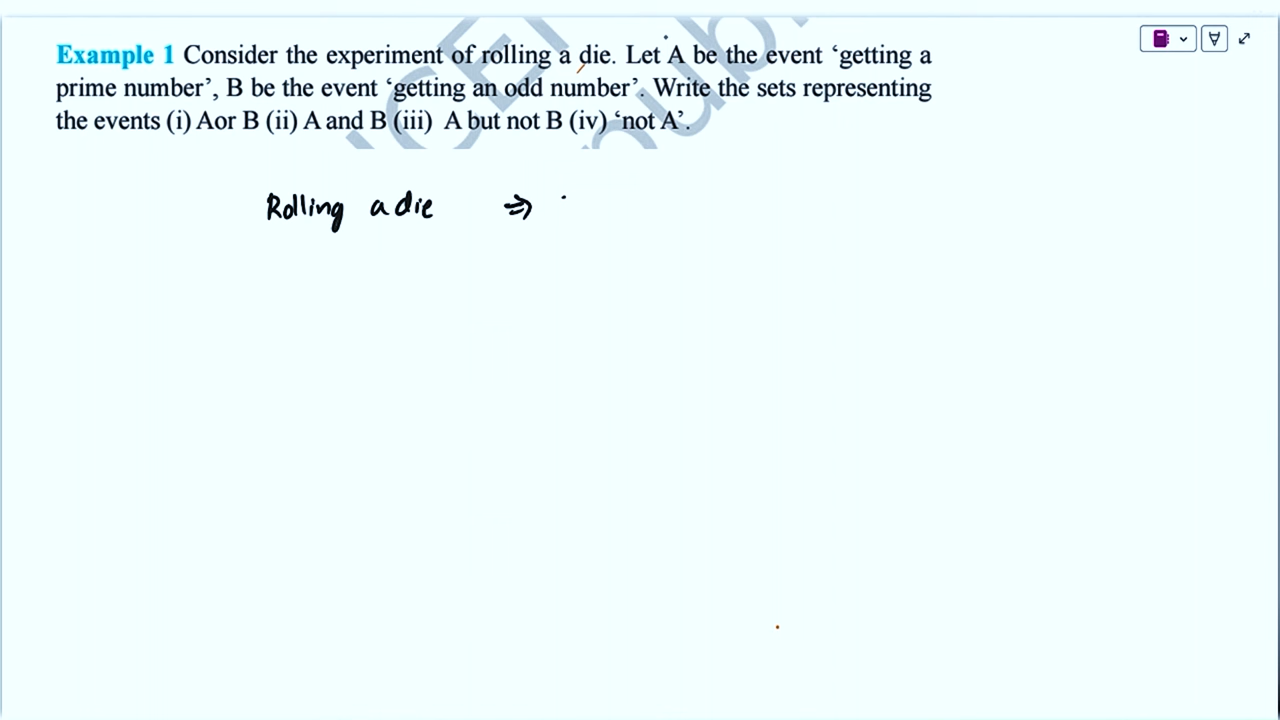 Example 1 Consider the experiment of rolling a die. Let A be the event ‘getting a
prime number’, B be the event ‘getting an odd number’. Write the sets representing
the events (i) Aor B (ii) A and B (iii) A but not B (iv) ‘not A’.
Rolling a die ⇒